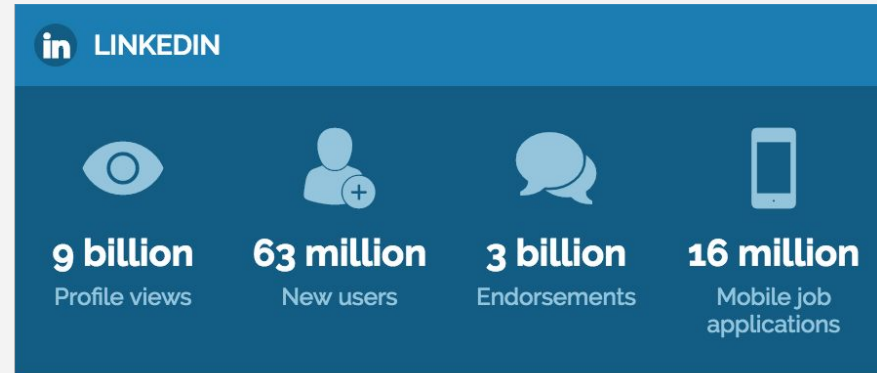 in LINKEDIN
9 billion
Profile views
63 million
New users
3 billion
Endorsements
16 million
Mobile job
applications